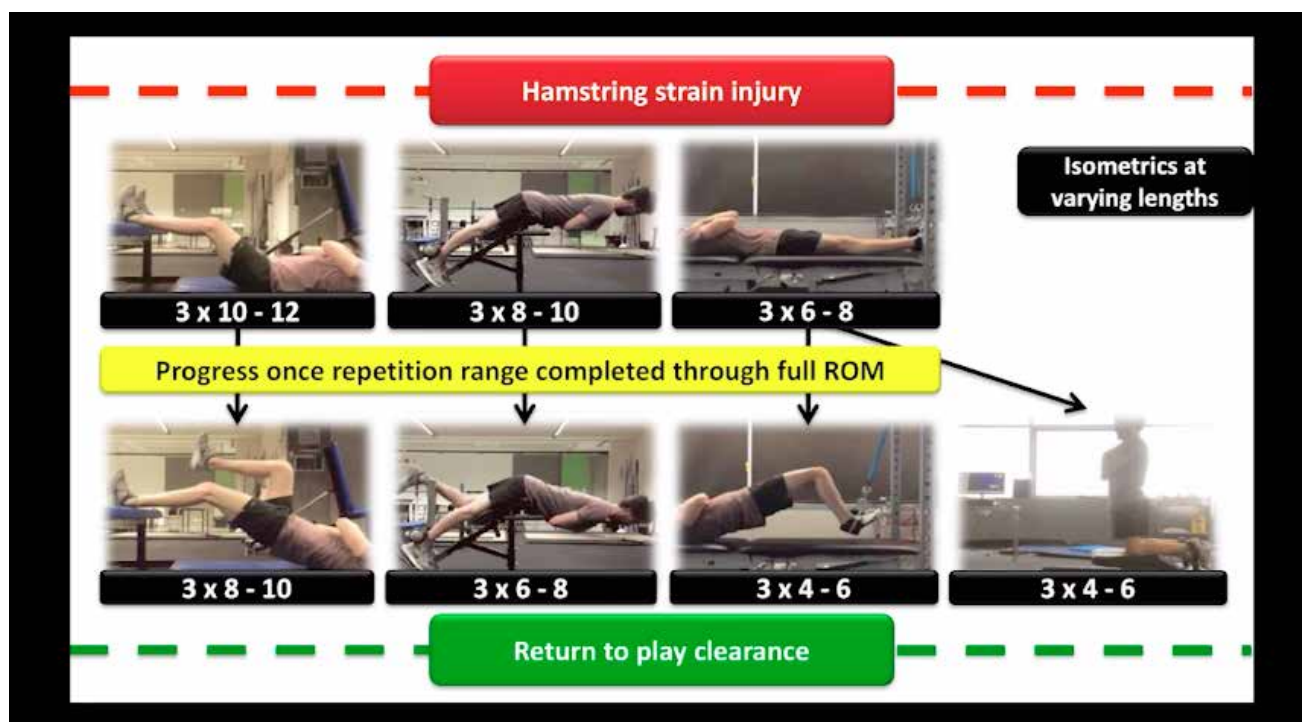 Hamstring strain injury
Isometrics at
varying lengths
3 x 10 - 12
3 x 8 - 10
3 x 6 - 8
Progress once repetition range completed through full ROM
3 x 8 - 10
3 x 6 - 8
3 x 4 - 6
3 x 4 - 6
Return to play clearance